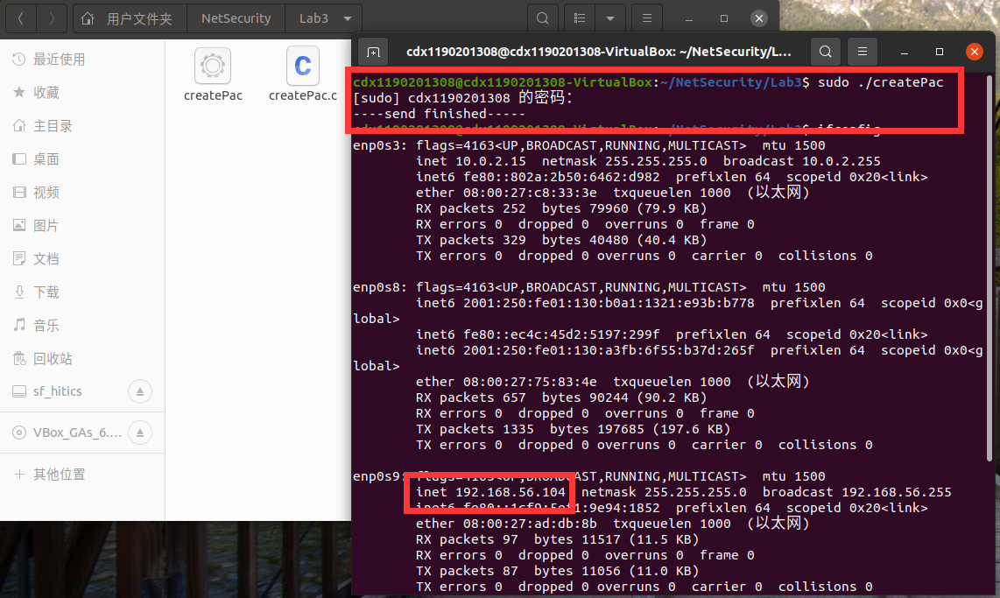 用户文件夹 NetSecurity Lab3
最近使用
收藏
主目录
桌面
视频
图片
文档
下载
音乐
回收站
sf_hitics
VBox_GAs_6....
其他位置
createPac
createPac.c
C
cdx1190201308@cdx1190201308-VirtualBox: ~/NetSecurity/L...
cdx1190201308@cdx1190201308-VirtualBox:~/NetSecurity/Lab3$ sudo ./createPac
[sudo] cdx1190201308 的密码：
----send finished-----
cdx1190201308@cdx1190201308-VirtualBox:~/NetSecurity/Lab3$ ifconfig
enp0s3: flags=4163<UP,BROADCAST,RUNNING,MULTICAST>  mtu 1500
inet 10.0.2.15  netmask 255.255.255.0  broadcast 10.0.2.255
inet6 fe80::802a:2b50:6462:d982  prefixlen 64  scopeid 0x20<link>
ether 08:00:27:c8:33:3e  txqueuelen 1000  (以太网)
RX packets 252  bytes 79960 (79.9 KB)
RX errors 0  dropped 0  overruns 0  frame 0
TX packets 329  bytes 40480 (40.4 KB)
TX errors 0  dropped 0 overruns 0  carrier 0  collisions 0
enp0s8: flags=4163<UP,BROADCAST,RUNNING,MULTICAST>  mtu 1500
inet6 2001:250:fe01:130:b0a1:1321:e93b:b778  prefixlen 64  scopeid 0x0<g
lobal>
inet6 fe80::ec4c:45d2:5197:299f  prefixlen 64  scopeid 0x20<link>
inet6 2001:250:fe01:130:a3fb:6f55:b37d:265f  prefixlen 64  scopeid 0x0<g
lobal>
ether 08:00:27:75:83:4e  txqueuelen 1000  (以太网)
RX packets 657  bytes 90244 (90.2 KB)
RX errors 0  dropped 0  overruns 0  frame 0
TX packets 1335  bytes 197685 (197.6 KB)
TX errors 0  dropped 0 overruns 0  carrier 0  collisions 0
enp0s9: flags=4163<UP,BROADCAST,RUNNING,MULTICAST>  mtu 1500
inet 192.168.56.104  netmask 255.255.255.0  broadcast 192.168.56.255
inet6 prefixlen 64  scopeid 0x20<link>
ether 08:00:27:ad:db:8b  txqueuelen 1000  (以太网)
RX packets 97  bytes 11517 (11.5 KB)
RX errors 0  dropped 0  overruns 0  frame 0
TX packets 87  bytes 11056 (11.0 KB)
TX errors 0  dropped 0 overruns 0  carrier 0  collisions 0